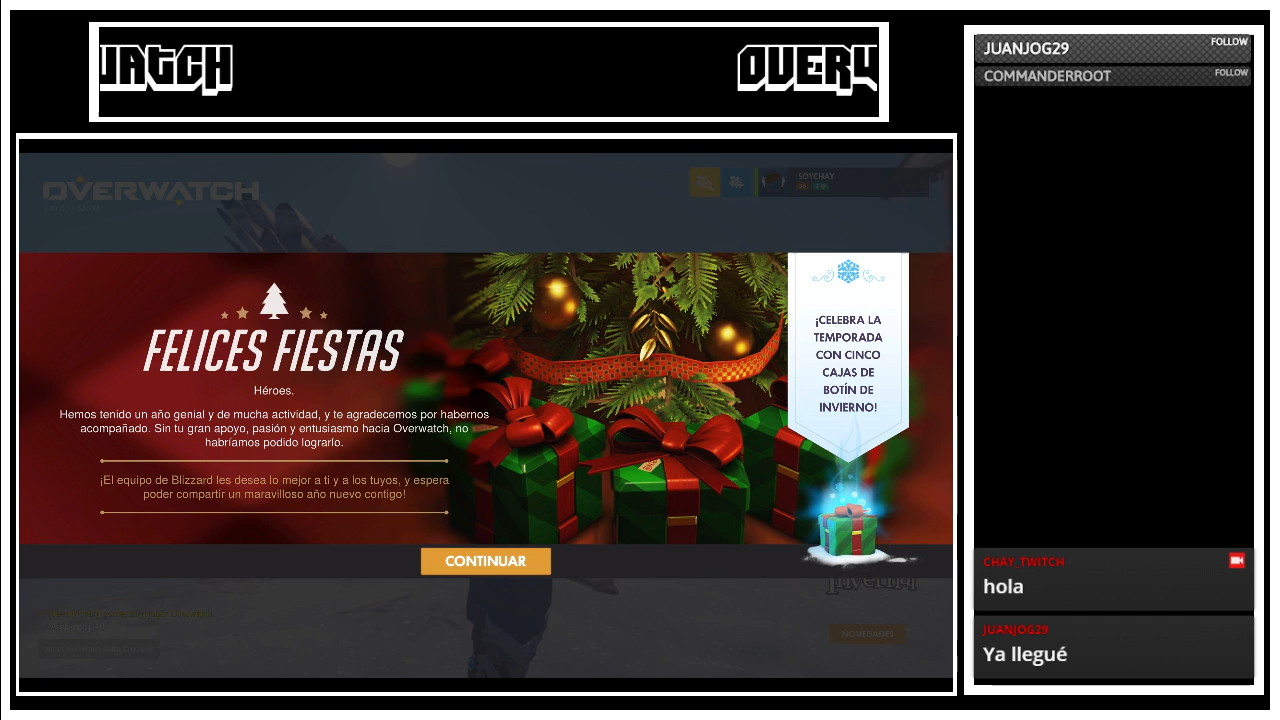 WATCH
OVERW
JUANJOG29 FOLLOW
COMMANDERROOT FOLLOW
OVERWATCH
SOYCHAY
FELICES FIESTAS
Héroes.
Hemos tenido un año genial y de mucha actividad, y te agradecemos por habernos
acompañado. Sin tu gran apoyo, pasión y entusiasmo hacia Overwatch, no
habríamos podido lograrlo.
¡El equipo de Blizzard les desea lo mejor a ti y a los tuyos, y espera
poder compartir un maravilloso año nuevo contigo!
¡CELEBRA LA
TEMPORADA
CON CINCO
CAJAS DE
BOTÍN DE
INVIERNO!
CONTINUAR
NOVEDADES
CHAY_TWITCH
hola
JUANJOG29
Ya llegué